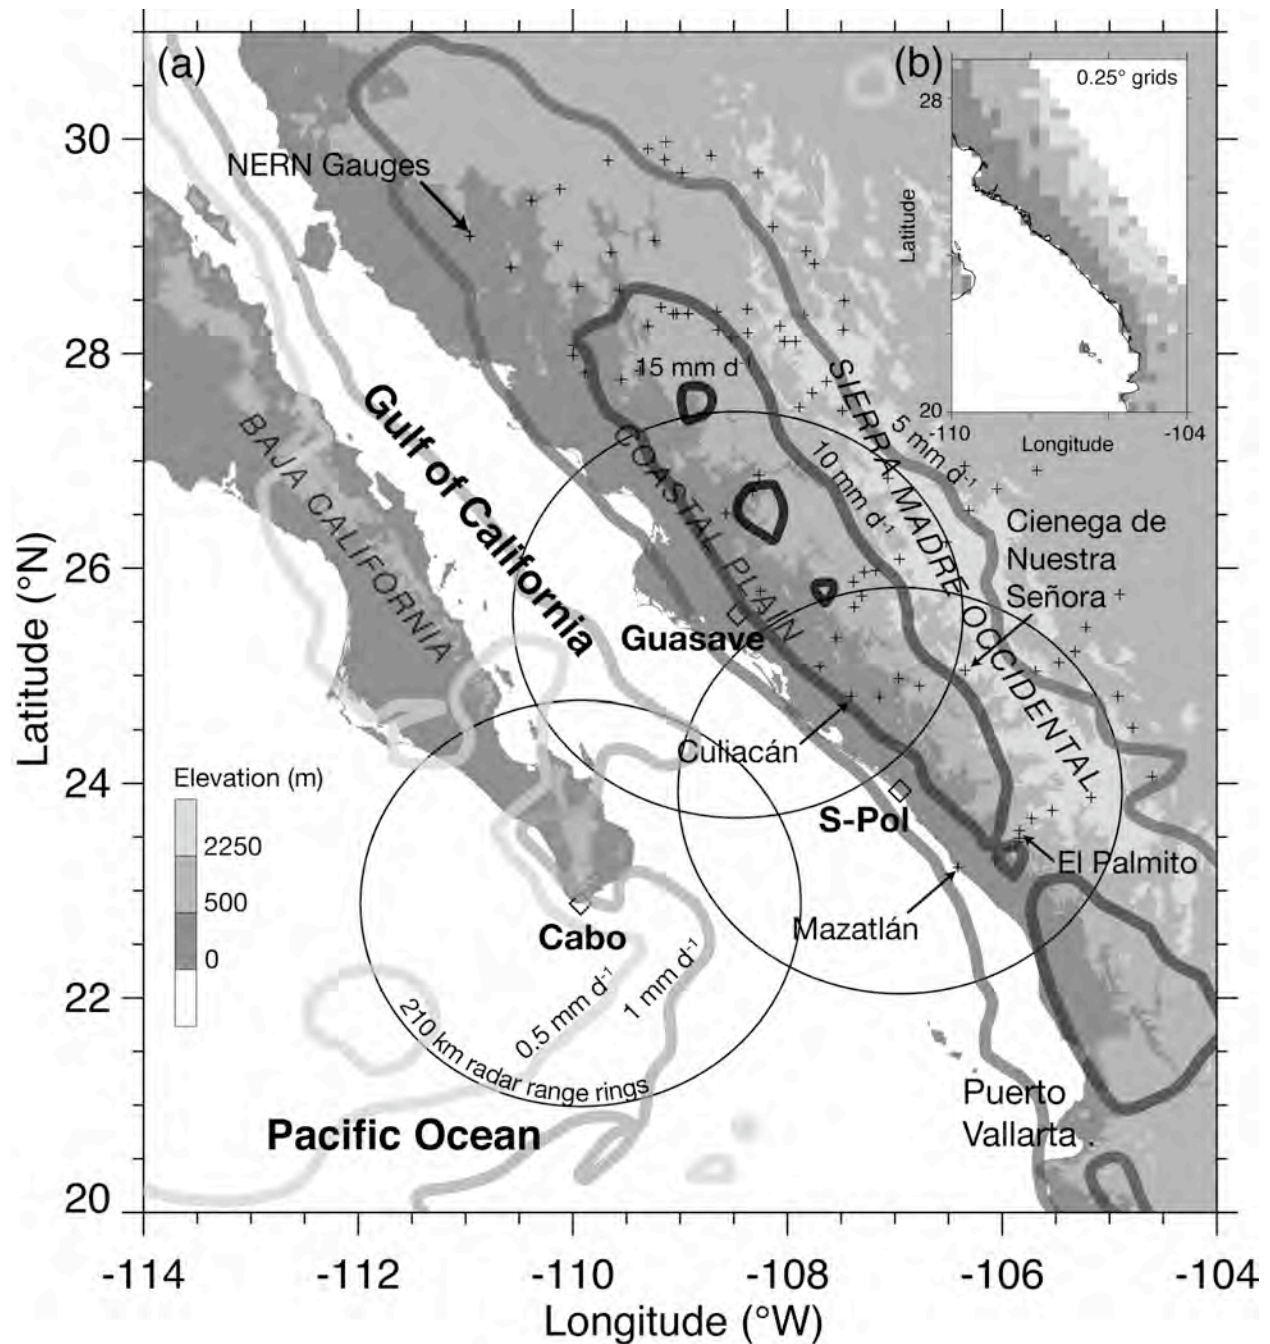 (a)
(b)
0.25° grids
28
20
-110
-104
Latitude
Longitude
NERN Gauges
15 mm d
SIERRA MADRE OCCIDENTAL
5 mm d-1
10 mm d-1
COASTAL PLAIN
BAJA CALIFORNIA
Gulf of California
Cienega de
Nuestra
Señora
Guasave
Culiacán
S-Pol
El Palmito
Mazatlán
Cabo
0.5 mm d-1
1 mm d-1
210 km radar range rings
Elevation (m)
2250
500
0
Puerto
Vallarta
Pacific Ocean
30
28
26
24
22
20
Latitude (°N)
-114
-112
-110
-108
-106
-104
Longitude (°W)